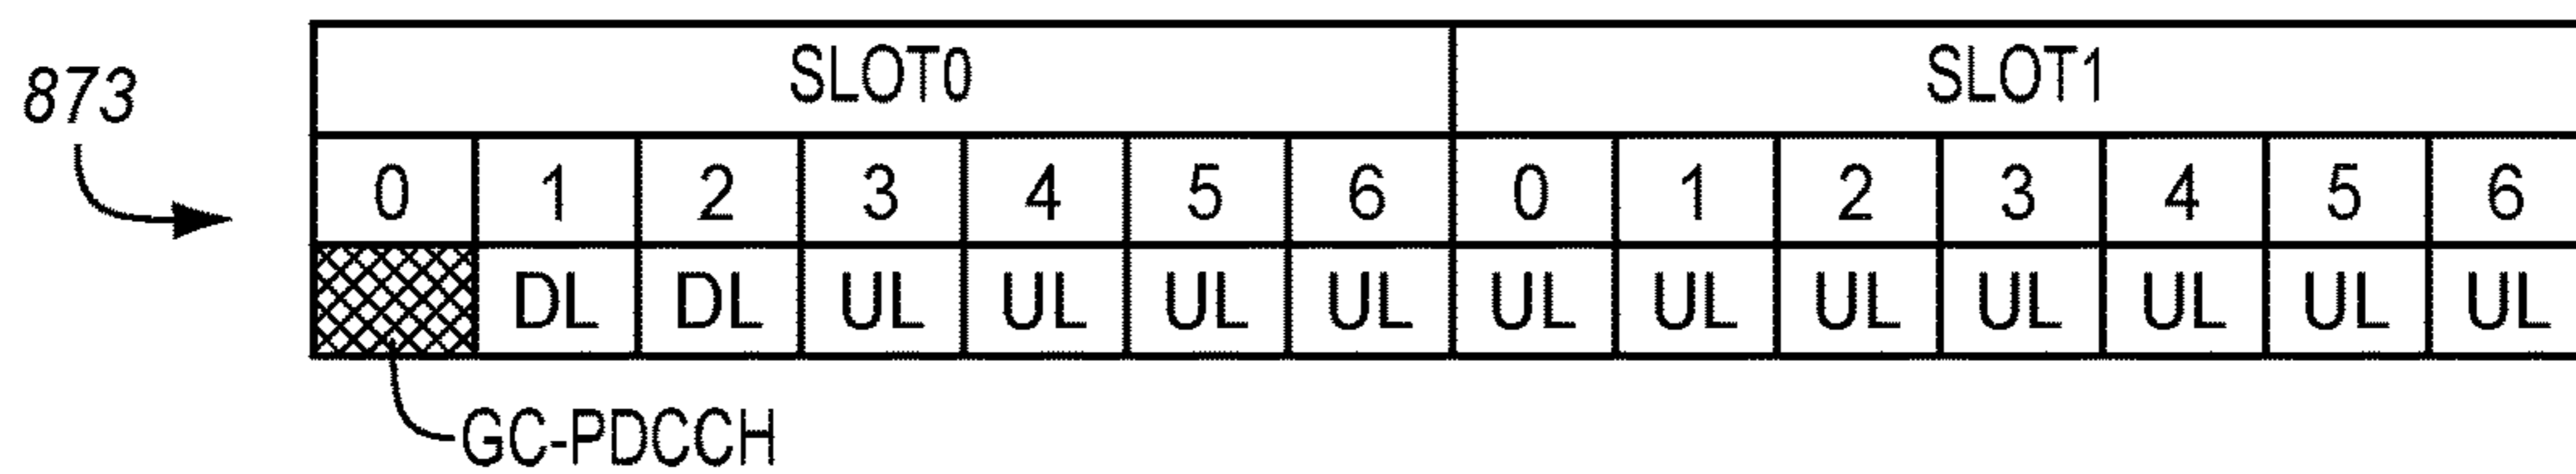 873
SLOT0 SLOT1
0 1 2 3 4 5 6 0 1 2 3 4 5 6
DL DL UL UL UL UL UL UL UL UL UL UL UL
GC-PDCCH